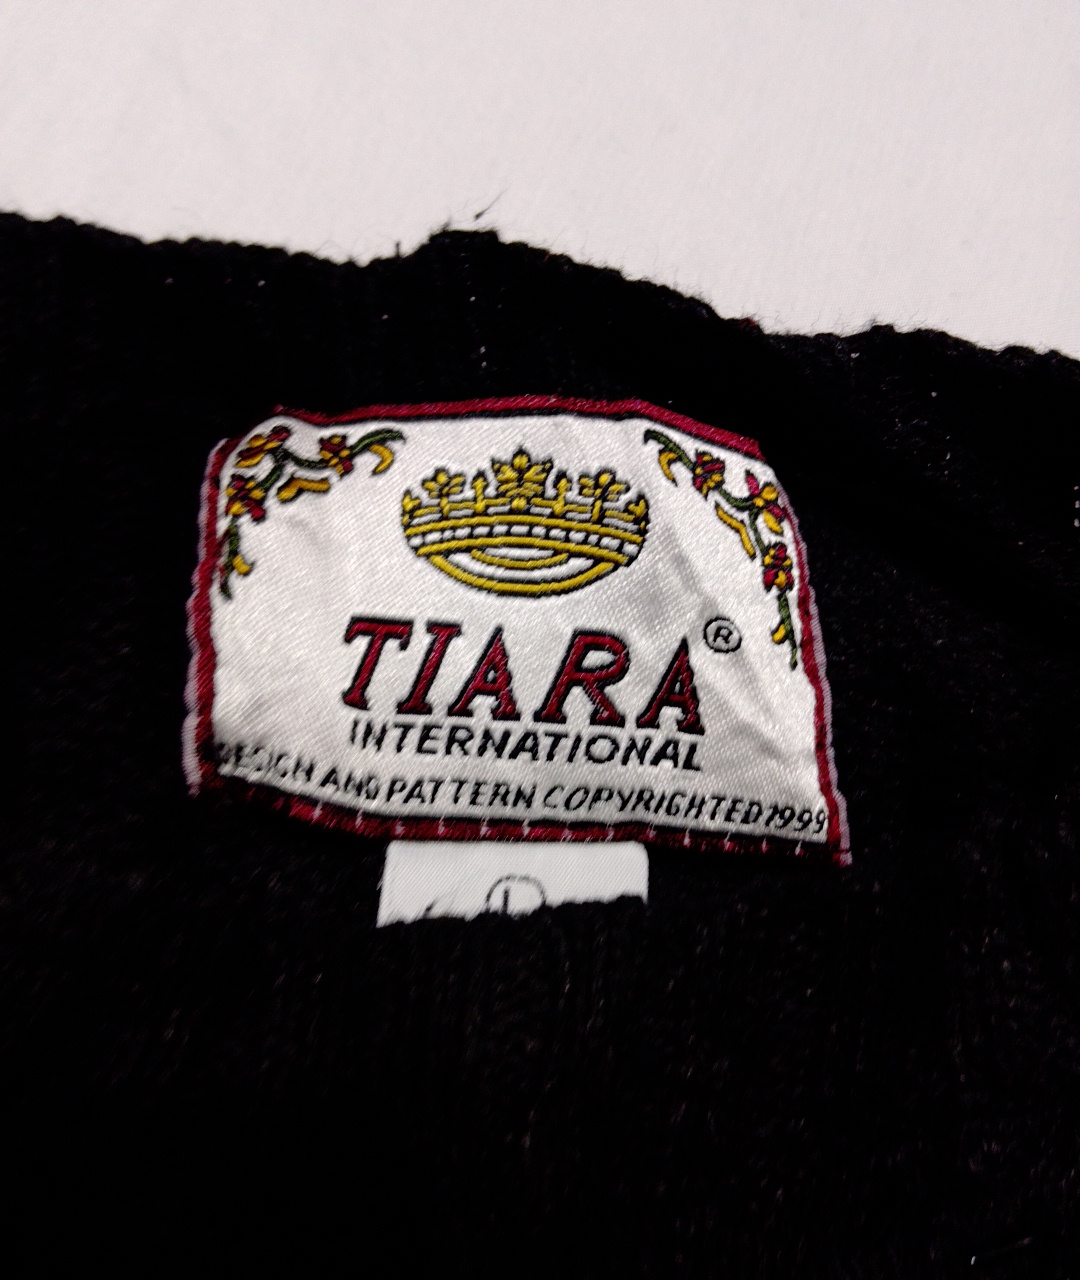 TIARA ®
INTERNATIONAL
DESIGN AND PATTERN COPYRIGHTED 1999
L